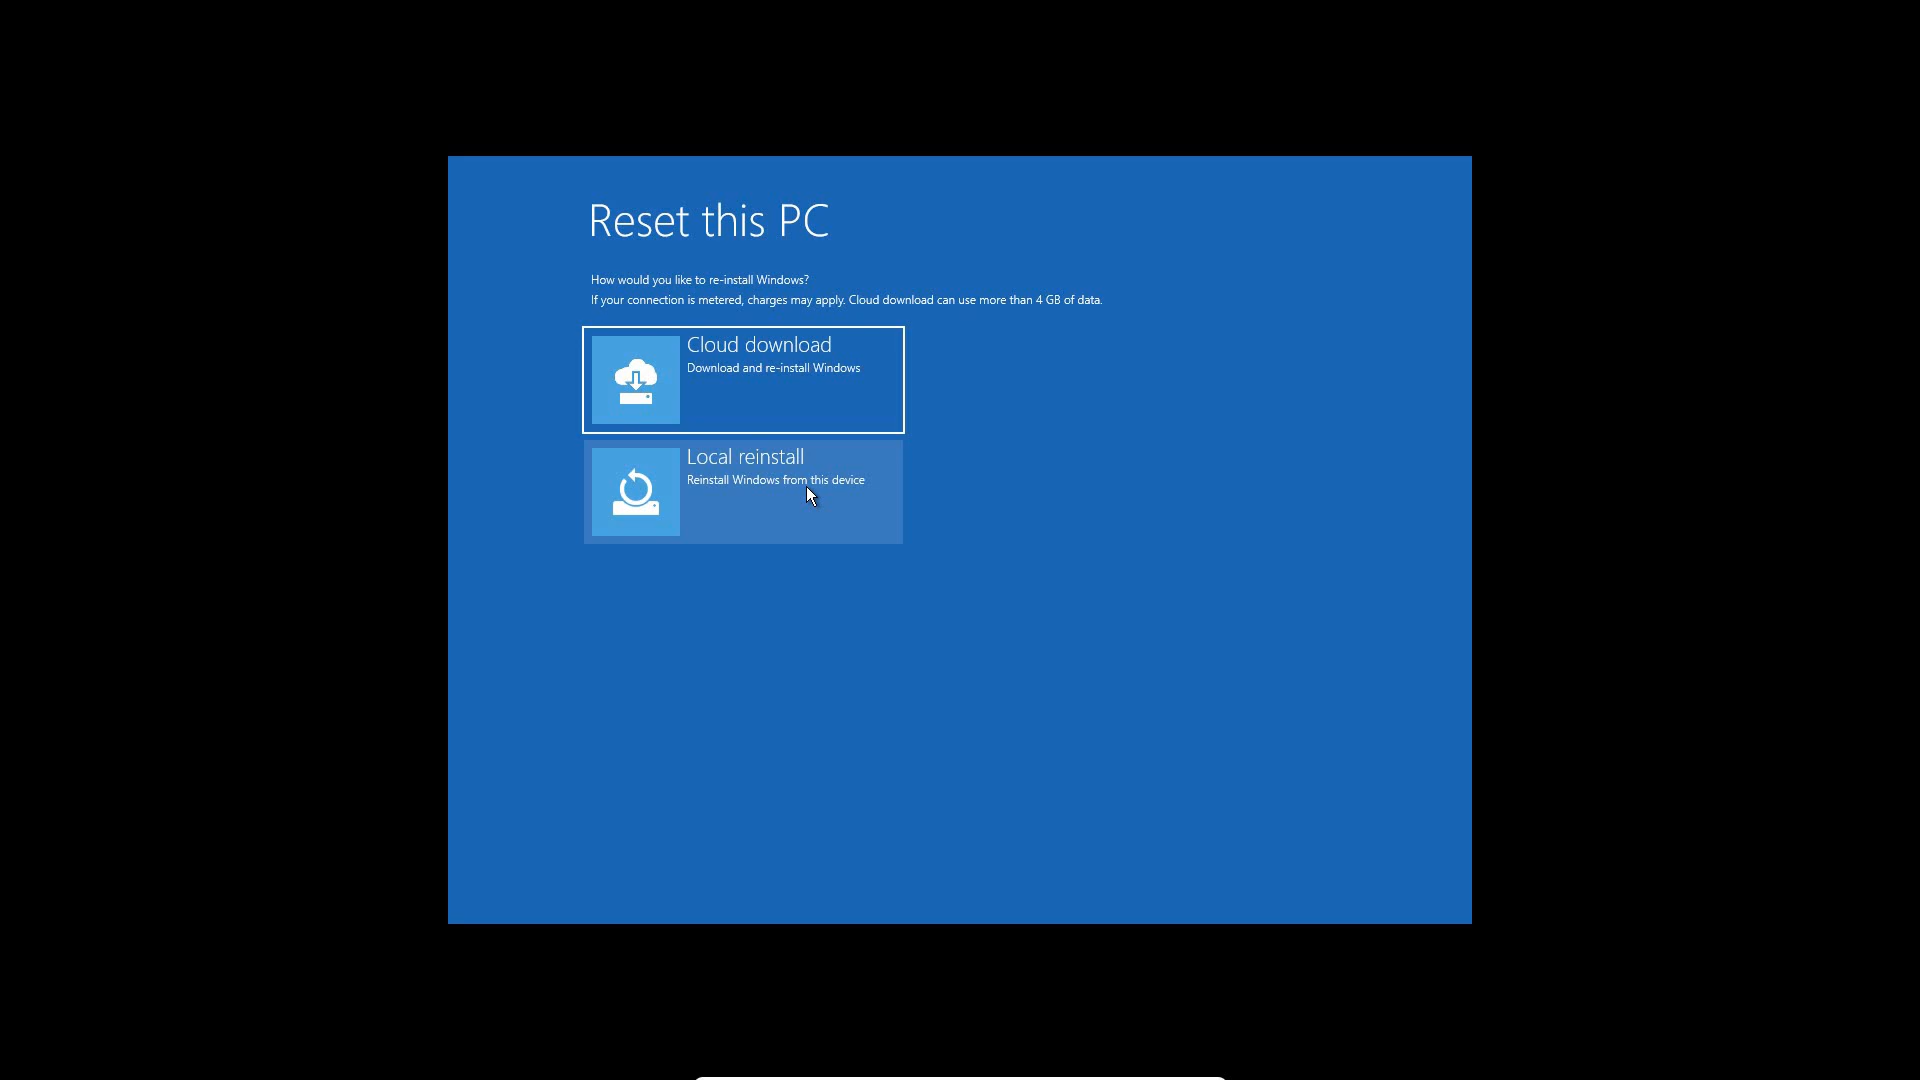 Reset this PC
How would you like to re-install Windows?
If your connection is metered, charges may apply. Cloud download can use more than 4 GB of data.
Cloud download
Download and re-install Windows
Local reinstall
Reinstall Windows from this device